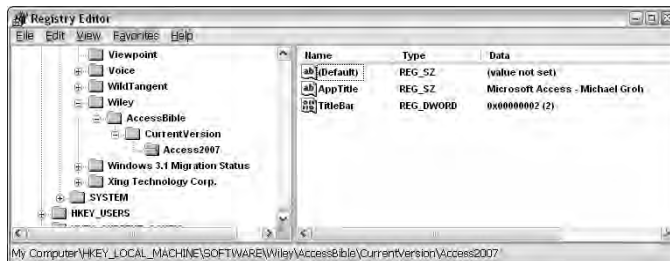 Registry Editor
File Edit View Favorites Help
Viewpoint
Voice
WildTangent
Wiley
AccessBible
CurrentVersion
Access2007
Windows 3.1 Migration Status
Xing Technology Corp.
SYSTEM
HKEY_USERS
Name Type Data
(Default) REG_SZ (value not set)
AppTitle REG_SZ Microsoft Access - Michael Groh
TitleBar REG_DWORD 0x00000002 (2)
My Computer\HKEY_LOCAL_MACHINE\SOFTWARE\Wiley\AccessBible\CurrentVersion\Access2007